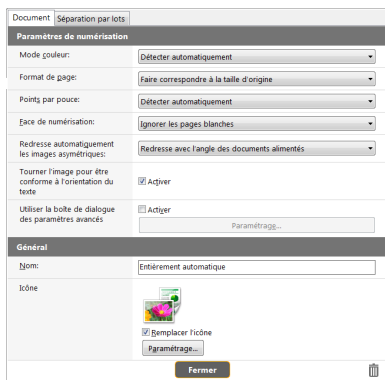 Document Séparation par lots
Paramètres de numérisation
Mode couleur: Détecter automatiquement
Format de page: Faire correspondre à la taille d'origine
Points par pouce: Détecter automatiquement
Face de numérisation: Ignorer les pages blanches
Redresse automatiquement
les images asymétriques: Redresse avec l'angle des documents alimentés
Tourner l'image pour être
conforme à l'orientation du
texte
Activer
Utiliser la boîte de dialogue
des paramètres avancés
Activer
Paramétrage...
Général
Nom: Entièrement automatique
Icône
Remplacer l'icône
Paramétrage...
Fermer